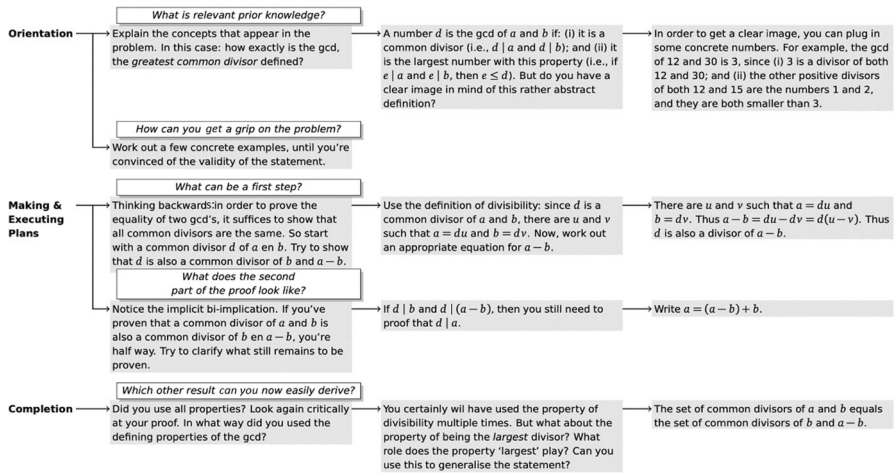 What is relevant prior knowledge?
Orientation
Explain the concepts that appear in the
problem. In this case: how exactly is the gcd,
the greatest common divisor defined?
A number d is the gcd of a and b if: (i) it is a
common divisor (i.e., d | a and d | b); and (ii) it
is the largest number with this property (i.e., if
e | a and e | b, then e ≤ d). But do you have a
clear image in mind of this rather abstract
definition?
In order to get a clear image, you can plug in
some concrete numbers. For example, the gcd
of 12 and 30 is 3, since (i) 3 is a divisor of both
12 and 30; and (ii) the other positive divisors
of both 12 and 15 are the numbers 1 and 2,
and they are both smaller than 3.
How can you get a grip on the problem?
Work out a few concrete examples, until you're
convinced of the validity of the statement.
What can be a first step?
Making &
Executing
Plans
Thinking backwards:in order to prove the
equality of two gcd's, it suffices to show that
all common divisors are the same. So start
with a common divisor d of a en b. Try to show
that d is also a common divisor of b and a − b.
Use the definition of divisibility: since d is a
common divisor of a and b, there are u and v
such that a = du and b = dv. Now, work out
an appropriate equation for a − b.
There are u and v such that a = du and
b = dv. Thus a − b = du − dv = d(u − v). Thus
d is also a divisor of a − b.
What does the second
part of the proof look like?
Notice the implicit bi-implication. If you've
proven that a common divisor of a and b is
also a common divisor of b en a − b, you're
half way. Try to clarify what still remains to be
proven.
If d | b and d | (a − b), then you still need to
proof that d | a.
Write a = (a − b) + b.
Which other result can you now easily derive?
Completion
Did you use all properties? Look again critically
at your proof. In what way did you used the
defining properties of the gcd?
You certainly wil have used the property of
divisibility multiple times. But what about the
property of being the largest divisor? What
role does the property 'largest' play? Can you
use this to generalise the statement?
The set of common divisors of a and b equals
the set of common divisors of b and a − b.